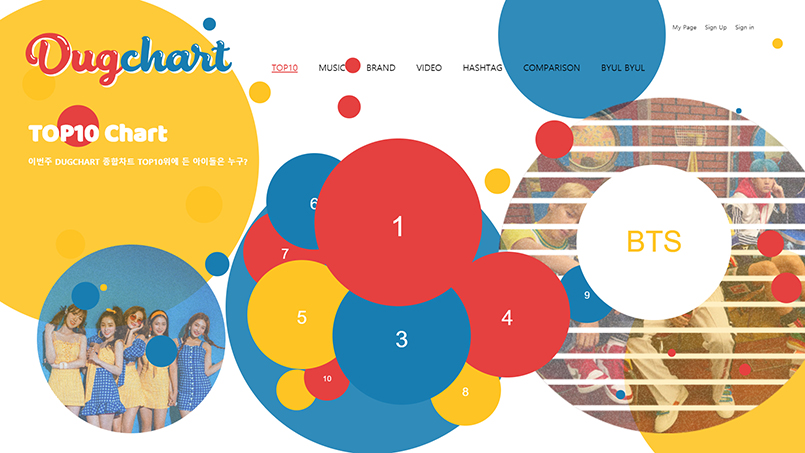 My Page Sign Up Sign in
Dugchart
TOP10 MUSIC BRAND VIDEO HASHTAG COMPARISON BYUL BYUL
TOP10 Chart
이번주 DUGCHART 종합차트 TOP10위에 든 아이돌은 누구?
6
1
7
BTS
9
5
4
3
10
8